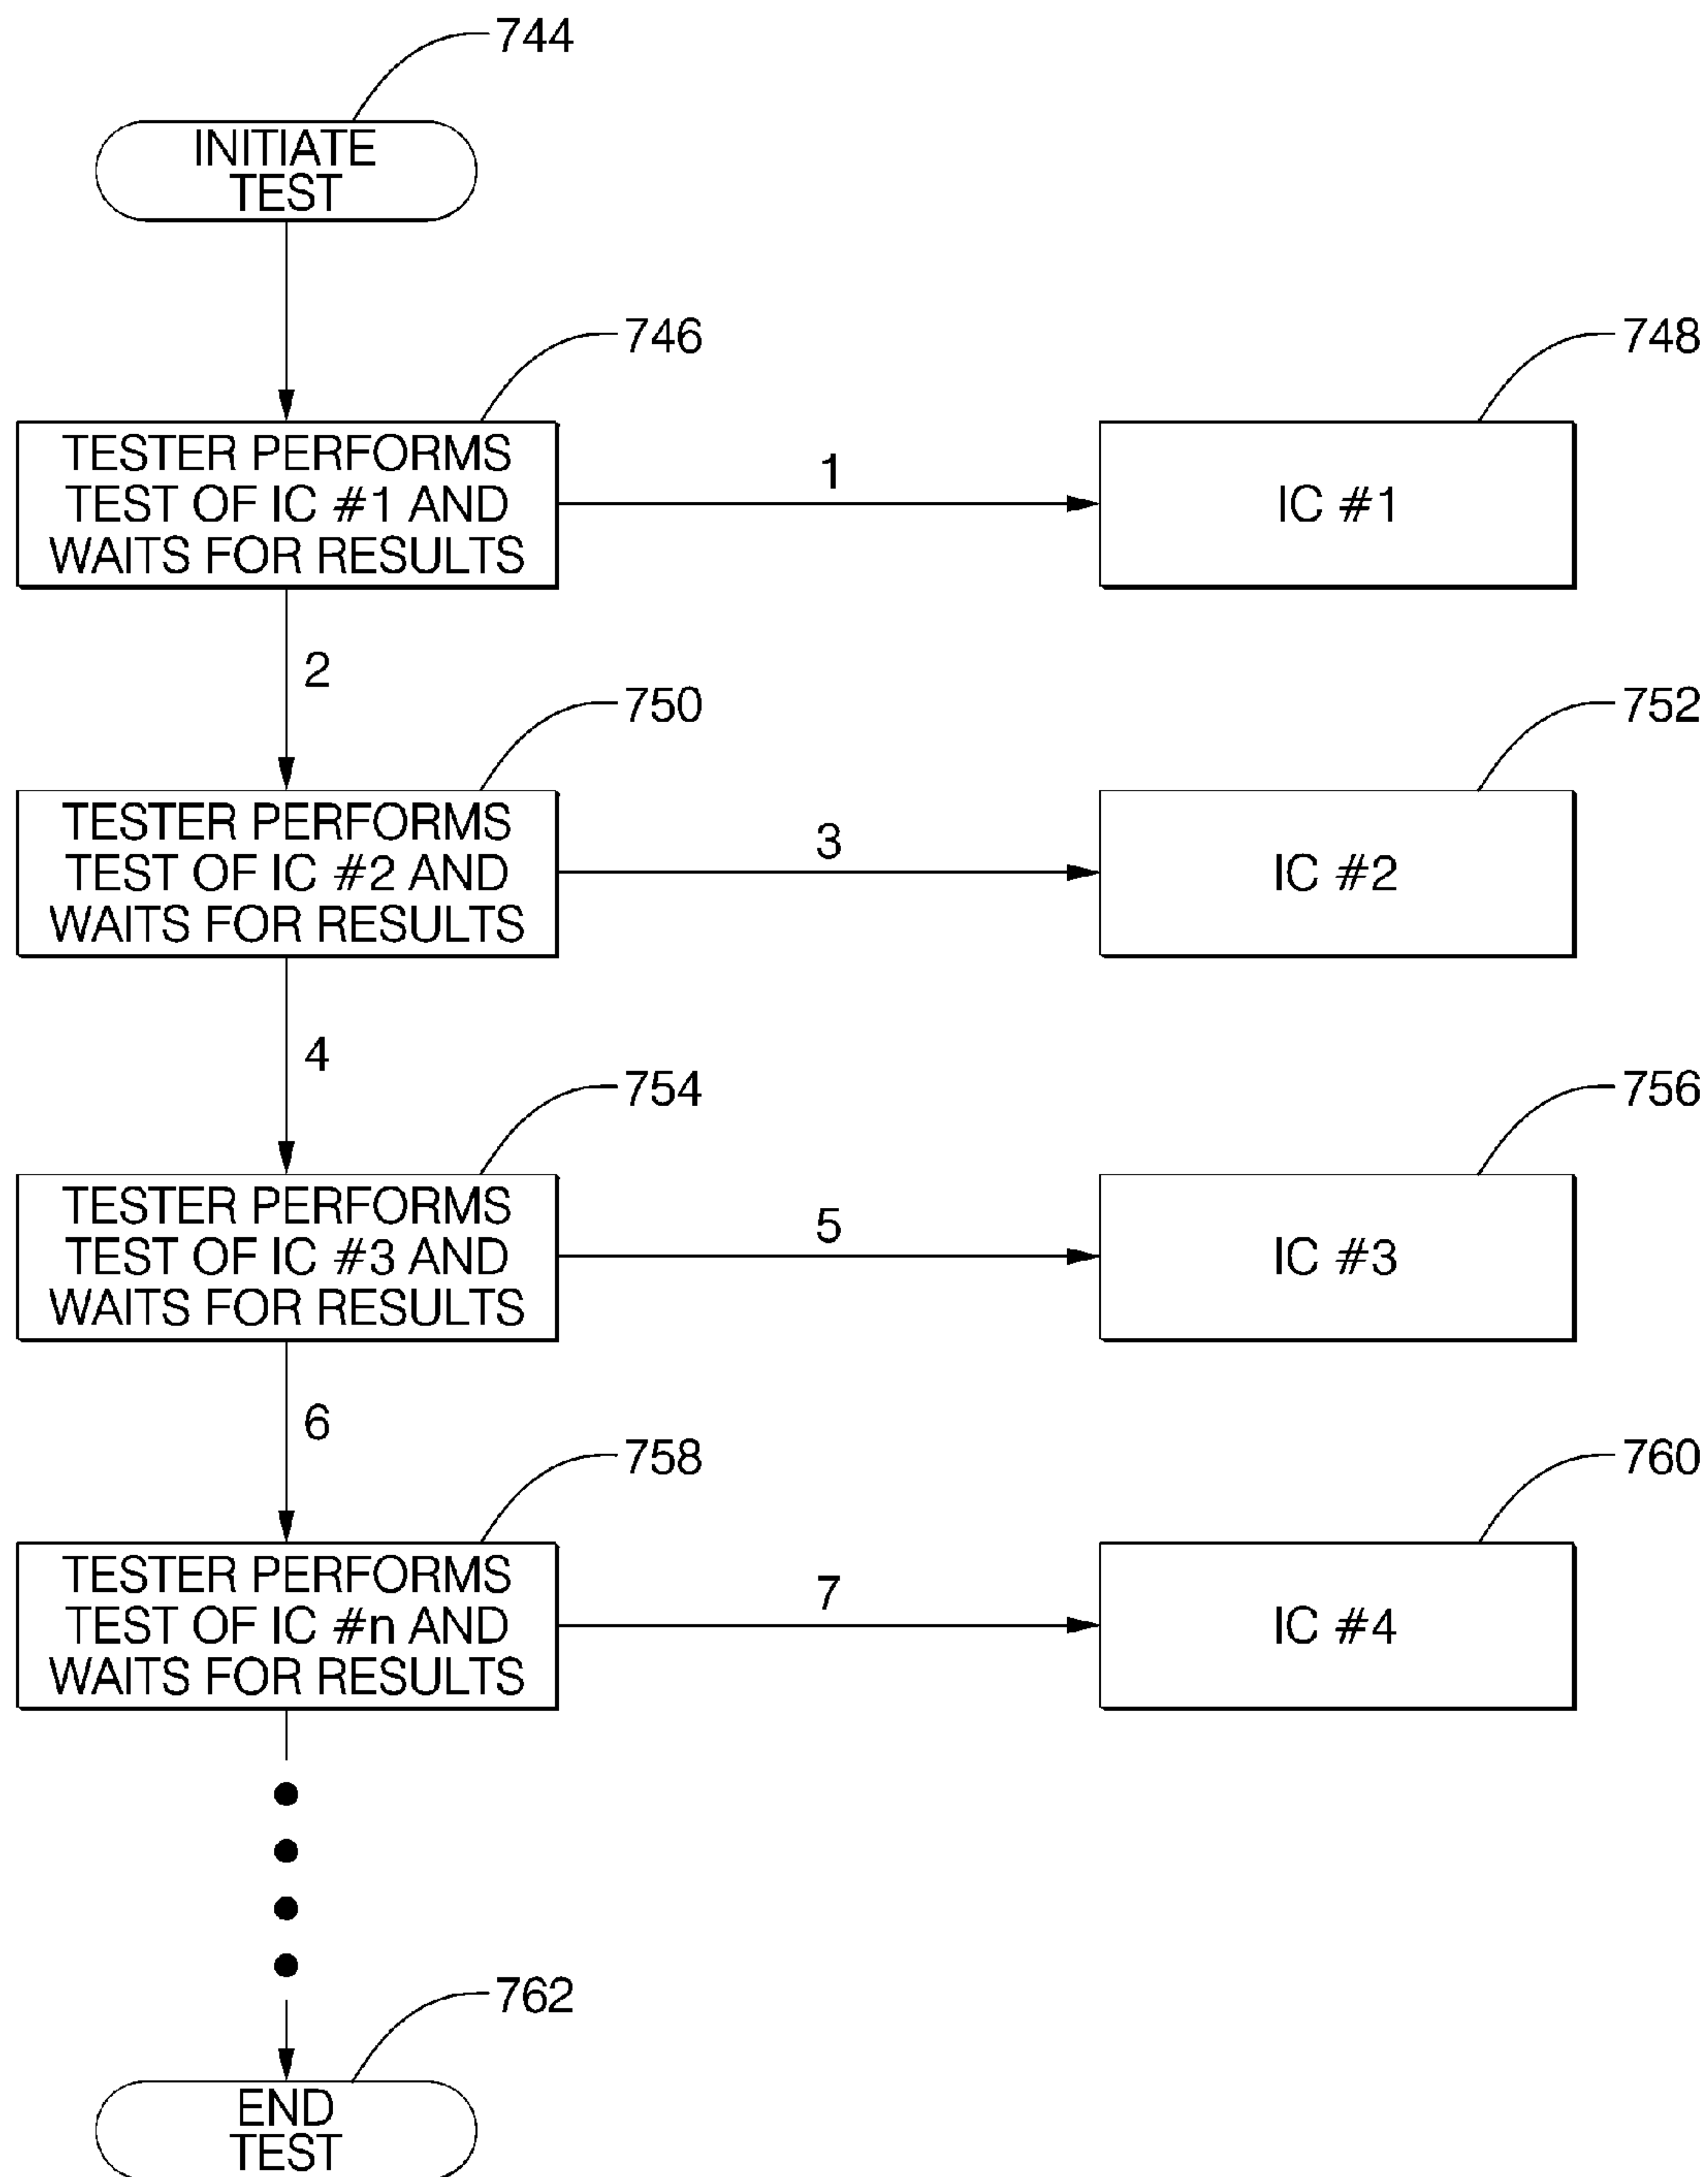 744
INITIATE
TEST
746
748
TESTER PERFORMS
TEST OF IC #1 AND
WAITS FOR RESULTS
1
IC #1
2
750
752
TESTER PERFORMS
TEST OF IC #2 AND
WAITS FOR RESULTS
3
IC #2
4
754
756
TESTER PERFORMS
TEST OF IC #3 AND
WAITS FOR RESULTS
5
IC #3
6
758
760
TESTER PERFORMS
TEST OF IC #n AND
WAITS FOR RESULTS
7
IC #4
762
END
TEST